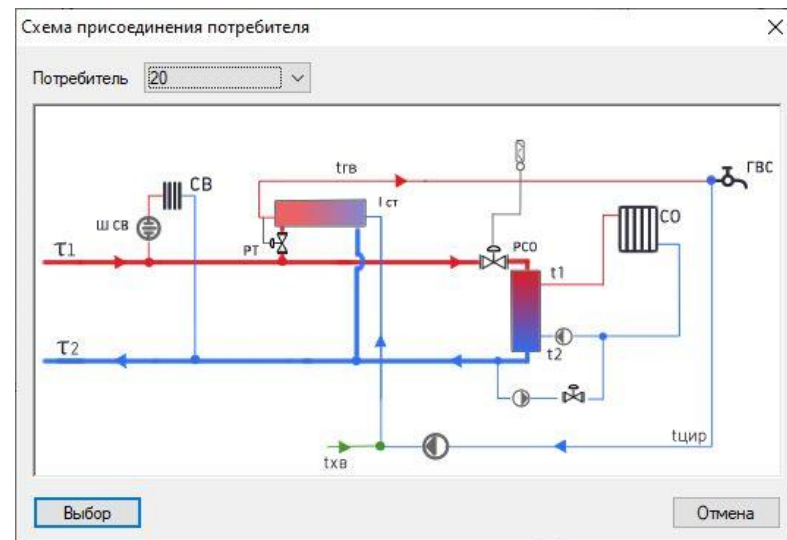 Схема присоединения потребителя
Потребитель 20
tгв
ГВС
СВ
I ст
СО
Ш СВ
РТ
РСО
τ1
t1
τ2
t2
tцир
tхв
Выбор
Отмена